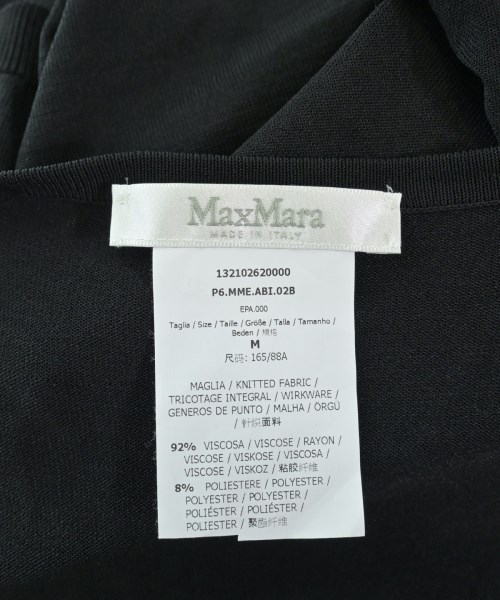 MaxMara
MADE IN ITALY
132102620000
P6.MME.ABI.02B
EPA.000
Taglia / Size / Taille / Größe / Talla / Tamanho /
Beden / 规格
M
尺码: 165/88A
MAGLIA / KNITTED FABRIC /
TRICOTAGE INTEGRAL / WIRKWARE /
GENEROS DE PUNTO / MALHA / ÖRGÜ
/ 针织面料
92% VISCOSA / VISCOSE / RAYON /
VISCOSE / VISKOSE / VISCOSA /
VISCOSE / VISKOZ / 粘胶纤维
8% POLIESTERE / POLYESTER /
POLYESTER / POLYESTER /
POLYESTER / POLIÉSTER /
POLIÉSTER / POLYESTER /
POLIESTER / 聚酯纤维